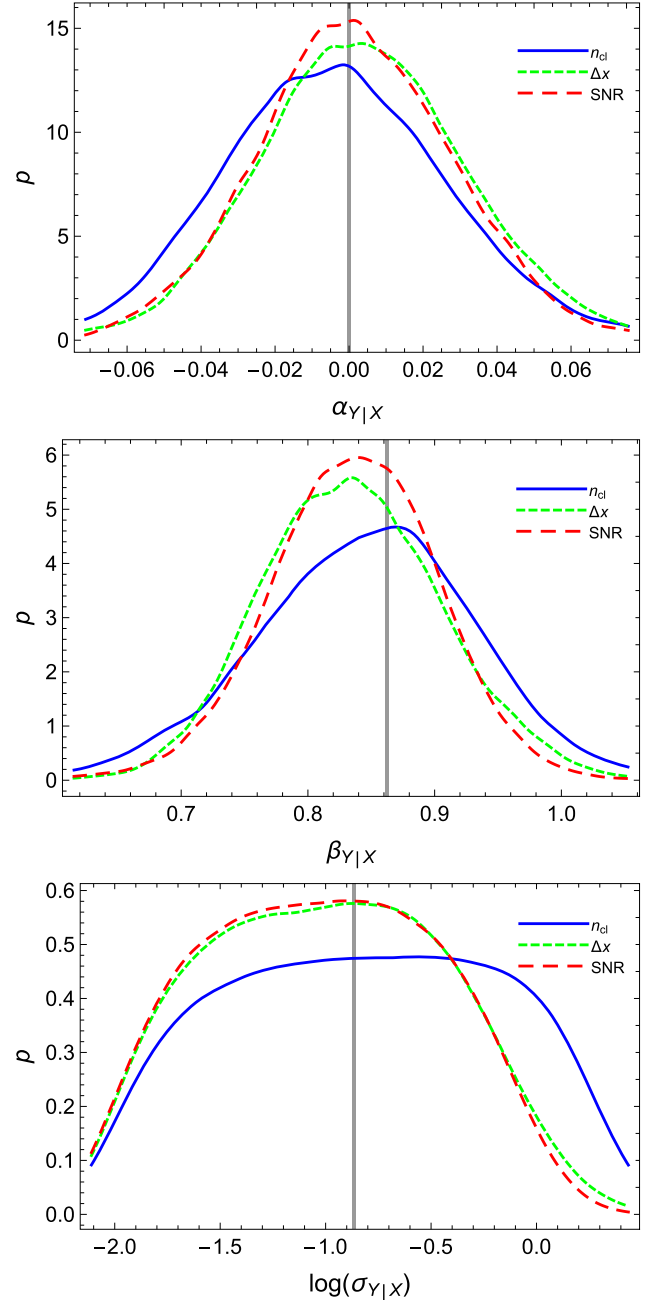 15
10
5
0
p
n_cl
Δx
SNR
−0.06 −0.04 −0.02 0.00 0.02 0.04 0.06
α_Y|X
6
5
4
3
2
1
0
p
n_cl
Δx
SNR
0.7 0.8 0.9 1.0
β_Y|X
0.6
0.5
0.4
0.3
0.2
0.1
0.0
p
n_cl
Δx
SNR
−2.0 −1.5 −1.0 −0.5 0.0
log(σ_Y|X)